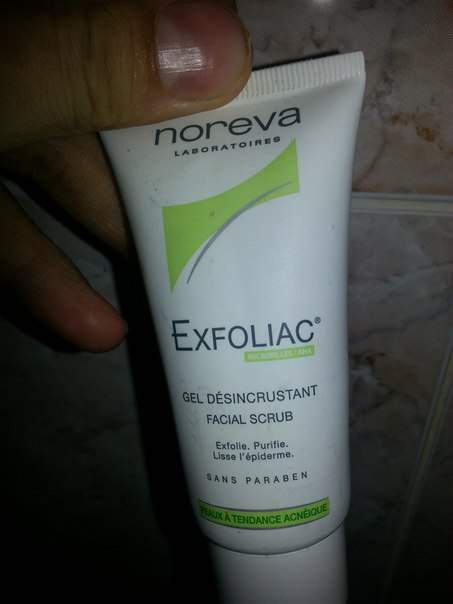 noreva
LABORATOIRES
EXFOLIAC®
MICROBILLES / AHA
GEL DÉSINCRUSTANT
FACIAL SCRUB
Exfolie. Purifie.
Lisse l'épiderme.
SANS PARABEN
PEAUX À TENDANCE ACNÉIQUE